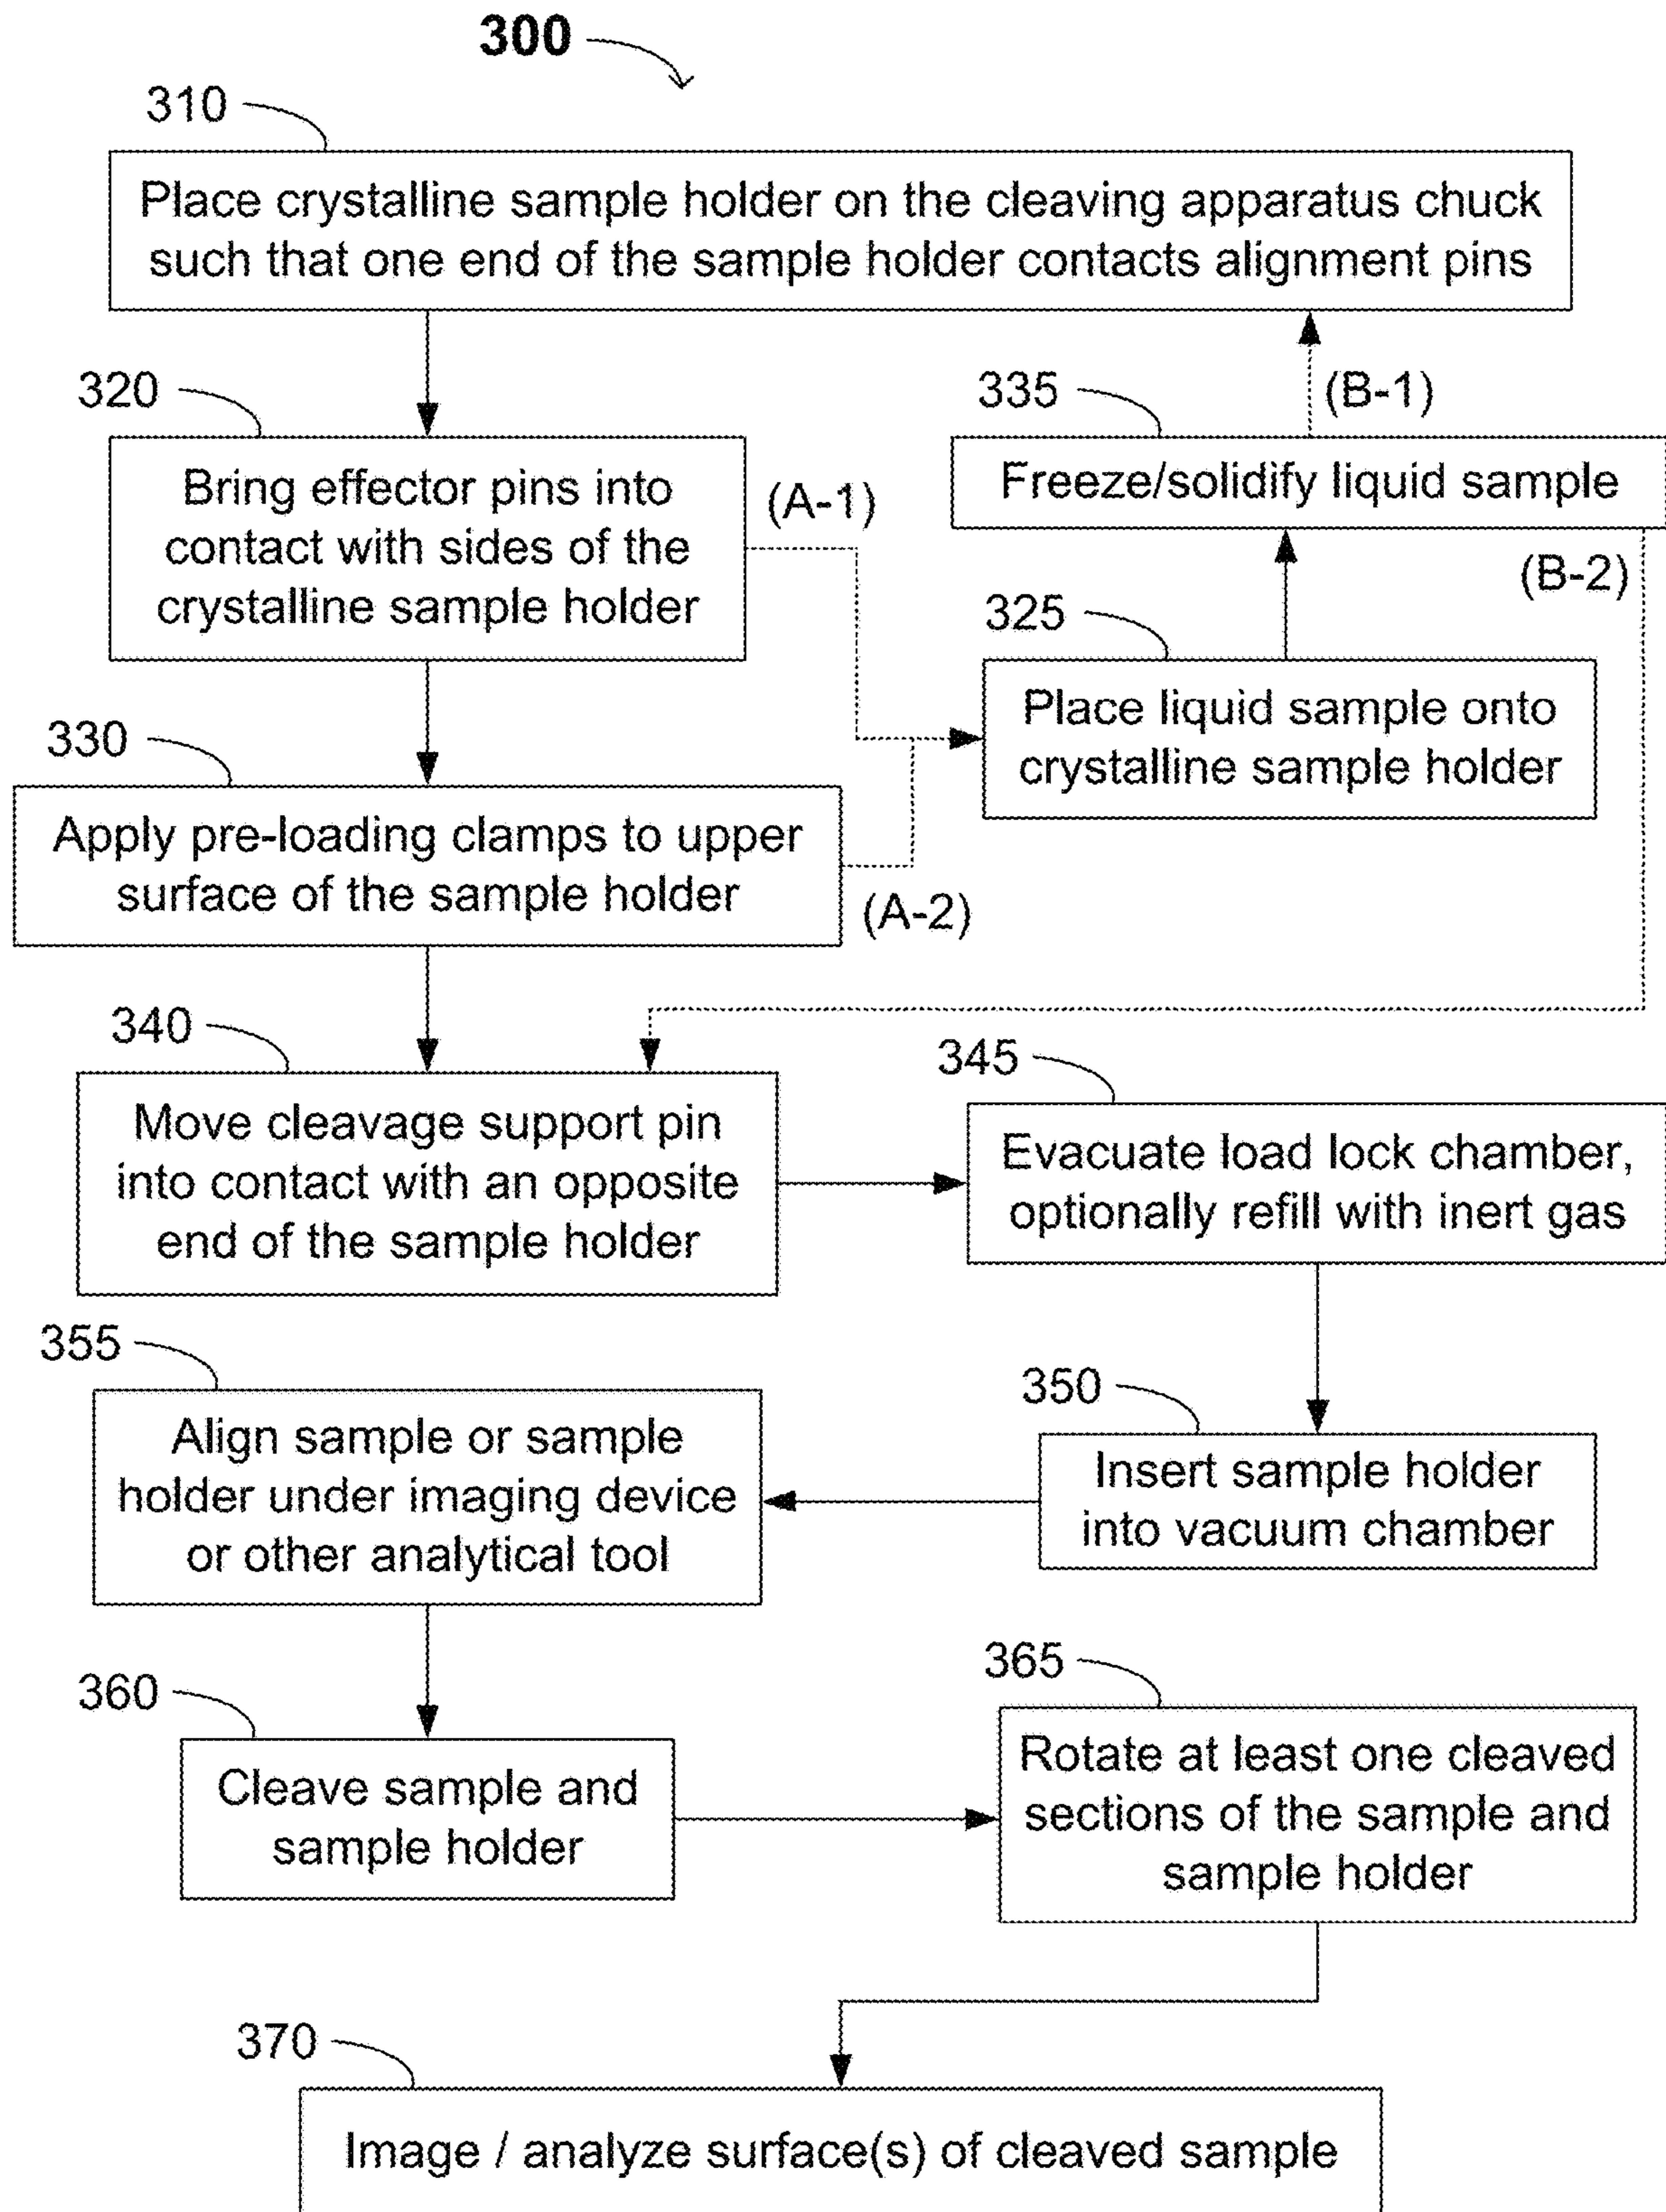 300
310
Place crystalline sample holder on the cleaving apparatus chuck
such that one end of the sample holder contacts alignment pins
320
Bring effector pins into
contact with sides of the
crystalline sample holder
(A-1)
335
(B-1)
Freeze/solidify liquid sample
(B-2)
325
Place liquid sample onto
crystalline sample holder
330
Apply pre-loading clamps to upper
surface of the sample holder
(A-2)
340
Move cleavage support pin
into contact with an opposite
end of the sample holder
345
Evacuate load lock chamber,
optionally refill with inert gas
350
Insert sample holder
into vacuum chamber
355
Align sample or sample
holder under imaging device
or other analytical tool
360
Cleave sample and
sample holder
365
Rotate at least one cleaved
sections of the sample and
sample holder
370
Image / analyze surface(s) of cleaved sample